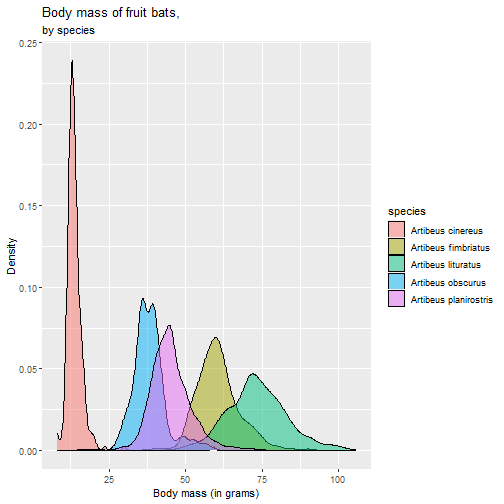 Body mass of fruit bats,
by species
0.25
0.20
0.15
0.10
0.05
0.00
Density
25
50
75
100
Body mass (in grams)
species
Artibeus cinereus
Artibeus fimbriatus
Artibeus lituratus
Artibeus obscurus
Artibeus planirostris